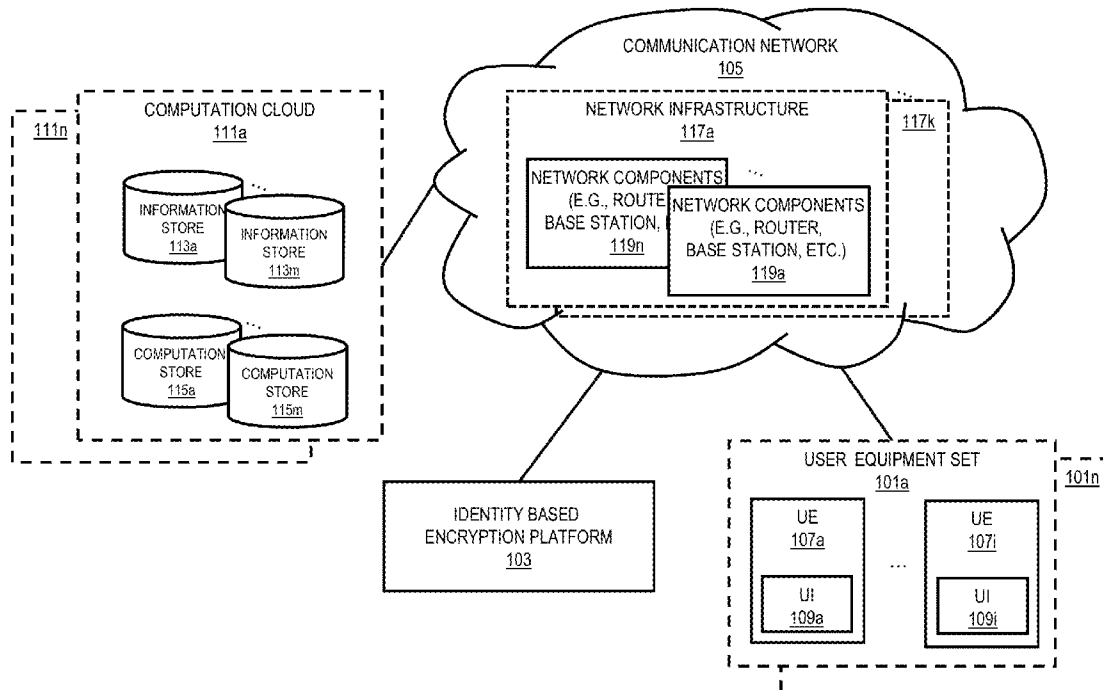 COMMUNICATION NETWORK
105
NETWORK INFRASTRUCTURE
117a
117k
NETWORK COMPONENTS
(E.G., ROUTE
BASE STATION,
119n
NETWORK COMPONENTS
(E.G., ROUTER,
BASE STATION, ETC.)
119a
111n
COMPUTATION CLOUD
111a
INFORMATION
STORE
113a
INFORMATION
STORE
113m
COMPUTATION
STORE
115a
COMPUTATION
STORE
115m
IDENTITY BASED
ENCRYPTION PLATFORM
103
USER EQUIPMENT SET
101a
101n
UE
107a
UI
109a
...
UE
107i
UI
109i